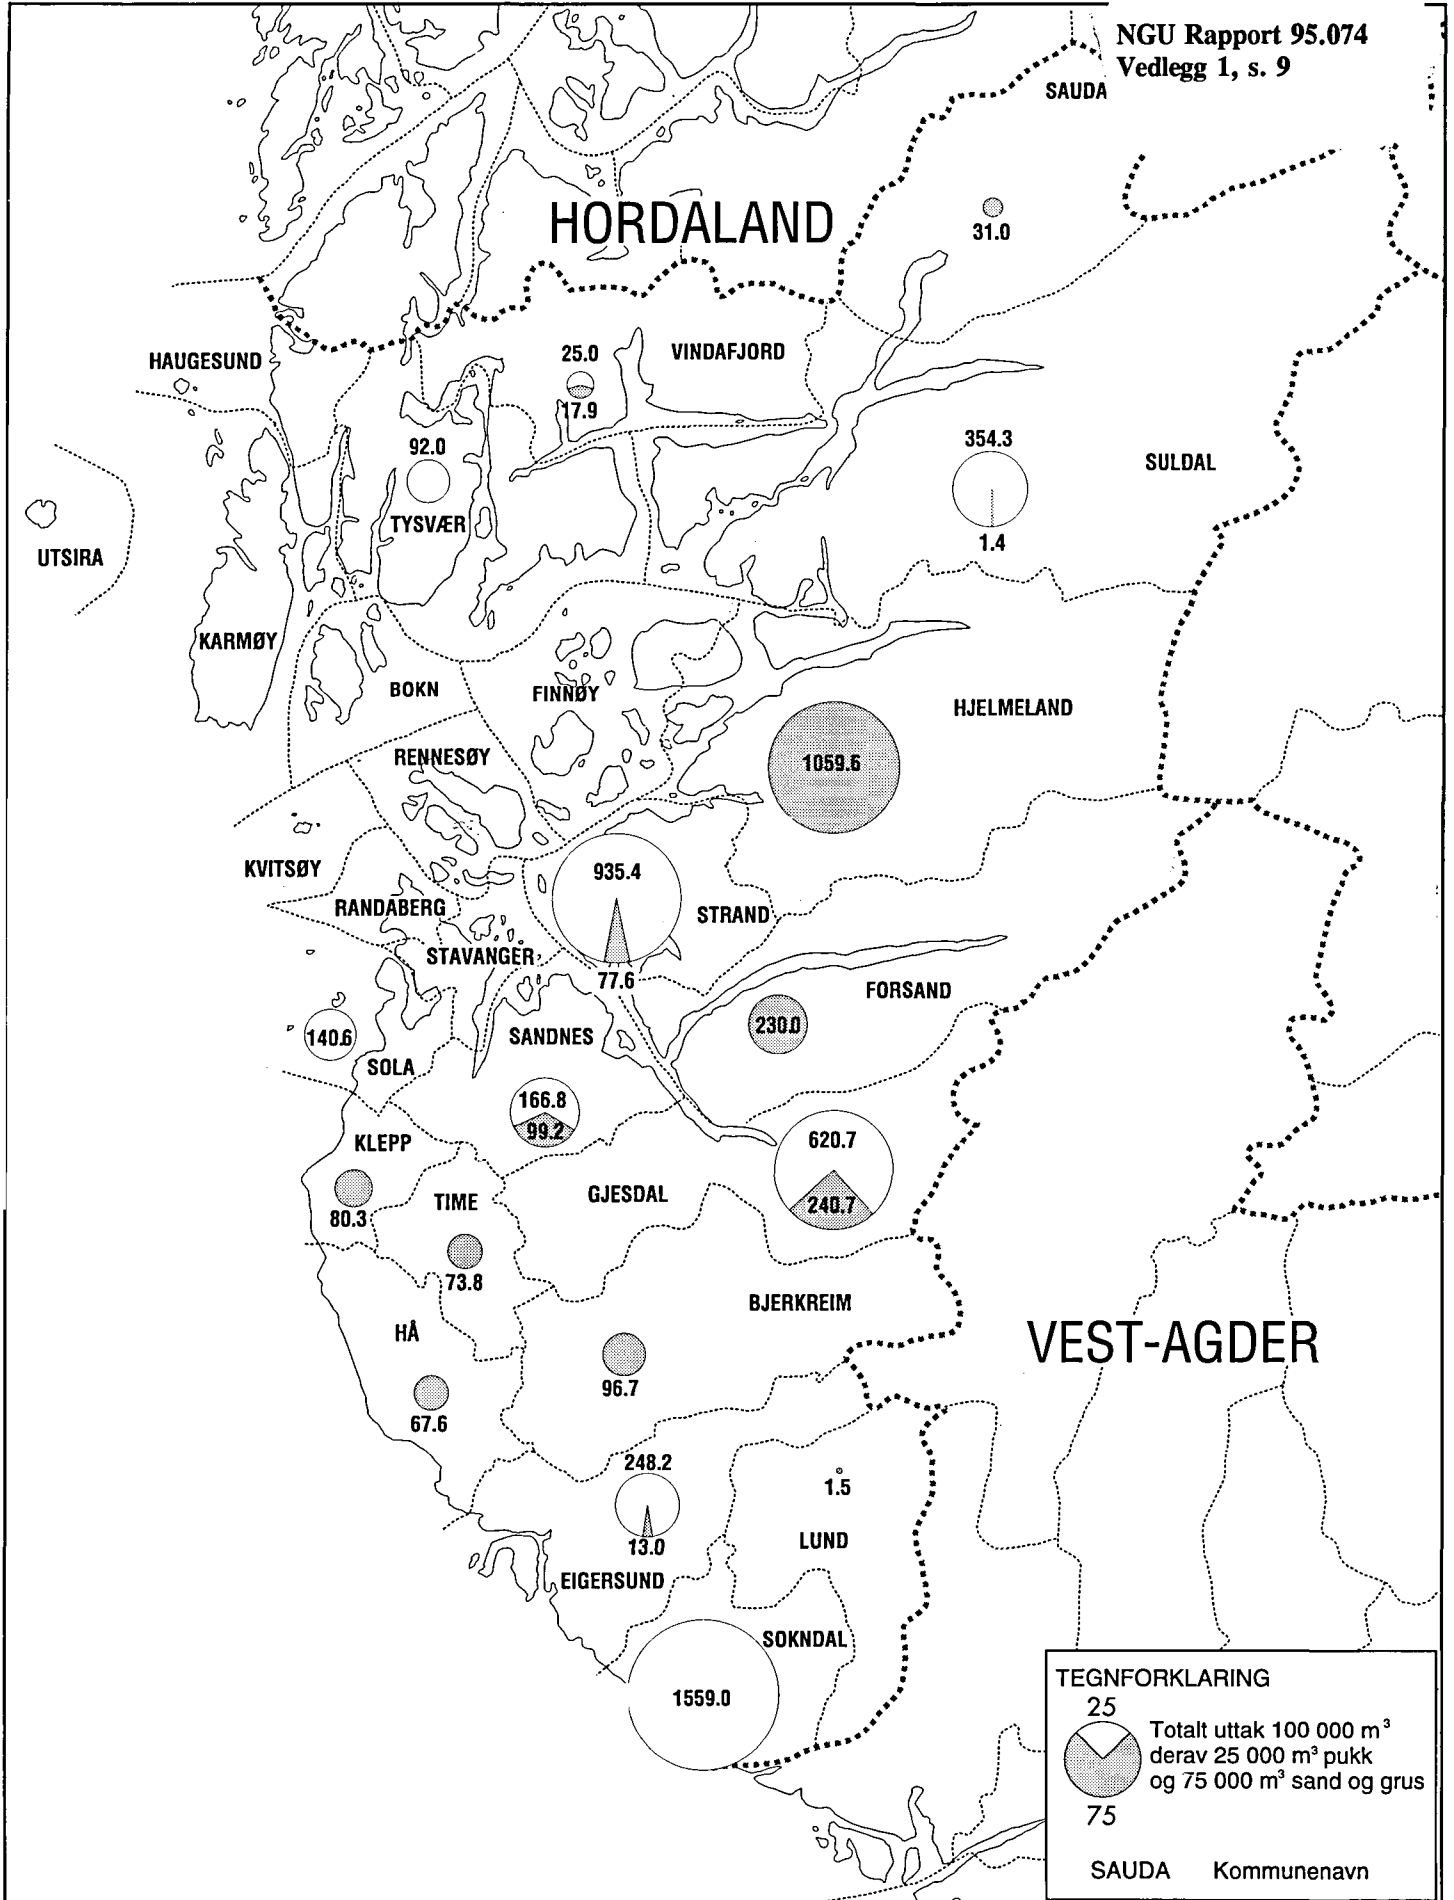 NGU Rapport 95.074
Vedlegg 1, s. 9
SAUDA
HORDALAND
31.0
HAUGESUND
25.0
VINDAFJORD
17.9
92.0
354.3
SULDAL
TYSVÆR
1.4
UTSIRA
KARMØY
BOKN
FINNØY
HJELMELAND
RENNESØY
1059.6
KVITSØY
935.4
RANDABERG
STRAND
STAVANGER
77.6
FORSAND
230.0
140.6
SANDNES
SOLA
166.8
99.2
KLEPP
620.7
GJESDAL
TIME
240.7
80.3
73.8
BJERKREIM
HÅ
VEST-AGDER
96.7
67.6
248.2
1.5
13.0
LUND
EIGERSUND
SOKNDAL
1559.0
TEGNFORKLARING
25
Totalt uttak 100 000 m³
derav 25 000 m³ pukk
og 75 000 m³ sand og grus
75
SAUDA Kommunenavn